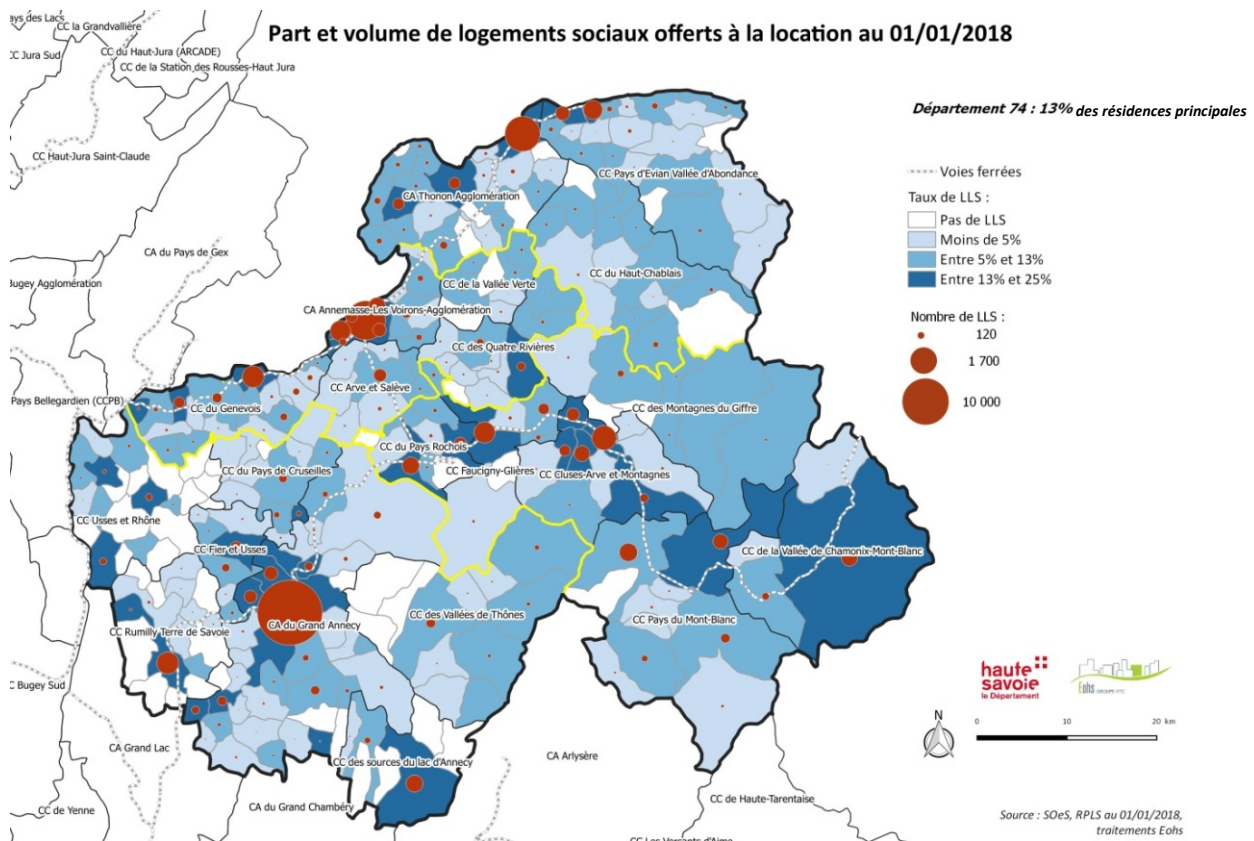 Part et volume de logements sociaux offerts à la location au 01/01/2018
Département 74 : 13% des résidences principales
ays des Lacs
CC la Grandvallière
CC Jura Sud
CC du Haut-Jura (ARCADE)
CC de la Station des Rousses-Haut Jura
CC Haut-Jura Saint-Claude
CA du Pays de Gex
Bugey Agglomération
Pays Bellegardien (CCPB)
CC Pays d'Evian Vallée d'Abondance
CA Thonon Agglomération
CC du Haut-Chablais
CC de la Vallée Verte
CA Annemasse-Les Voirons-Agglomération
CC des Quatre Rivières
CC Arve et Salève
CC du Genevois
CC des Montagnes du Giffre
CC du Pays Rochois
CC Faucigny-Glières
CC Cluses-Arve et Montagnes
CC du Pays de Cruseilles
CC Usses et Rhône
CC Fier et Usses
CC de la Vallée de Chamonix-Mont-Blanc
CC des Vallées de Thônes
CC Pays du Mont-Blanc
CA du Grand Annecy
CC Rumilly Terre de Savoie
C Bugey Sud
CA Grand Lac
CC des sources du lac d'Annecy
CA Arlysère
CC de Yenne
CA du Grand Chambéry
CC de Haute-Tarentaise
CC Les Versants d'Aime
Voies ferrées
Taux de LLS :
Pas de LLS
Moins de 5%
Entre 5% et 13%
Entre 13% et 25%
Nombre de LLS :
120
1 700
10 000
haute
savoie
le Département
Eohs GROUPE HTC
N
0 10 20 km
Source : SOeS, RPLS au 01/01/2018,
traitements Eohs